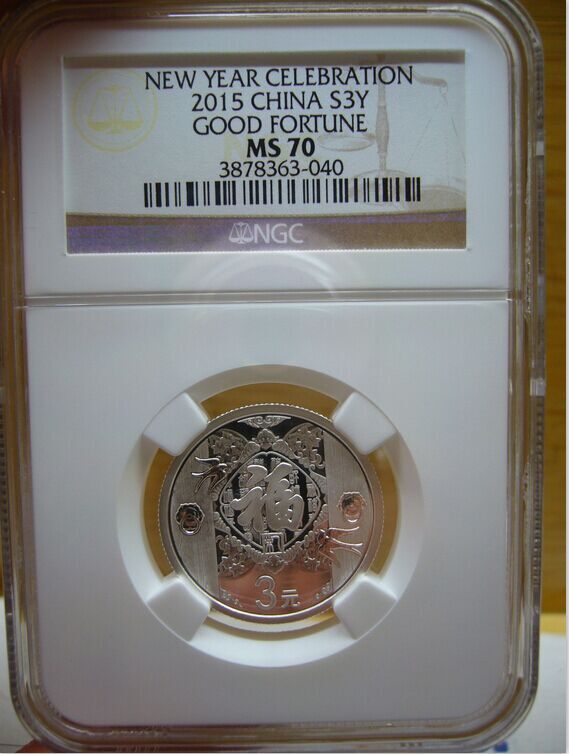 NEW YEAR CELEBRATION
2015 CHINA S3Y
GOOD FORTUNE
MS 70
3878363-040
NGC
福
3元